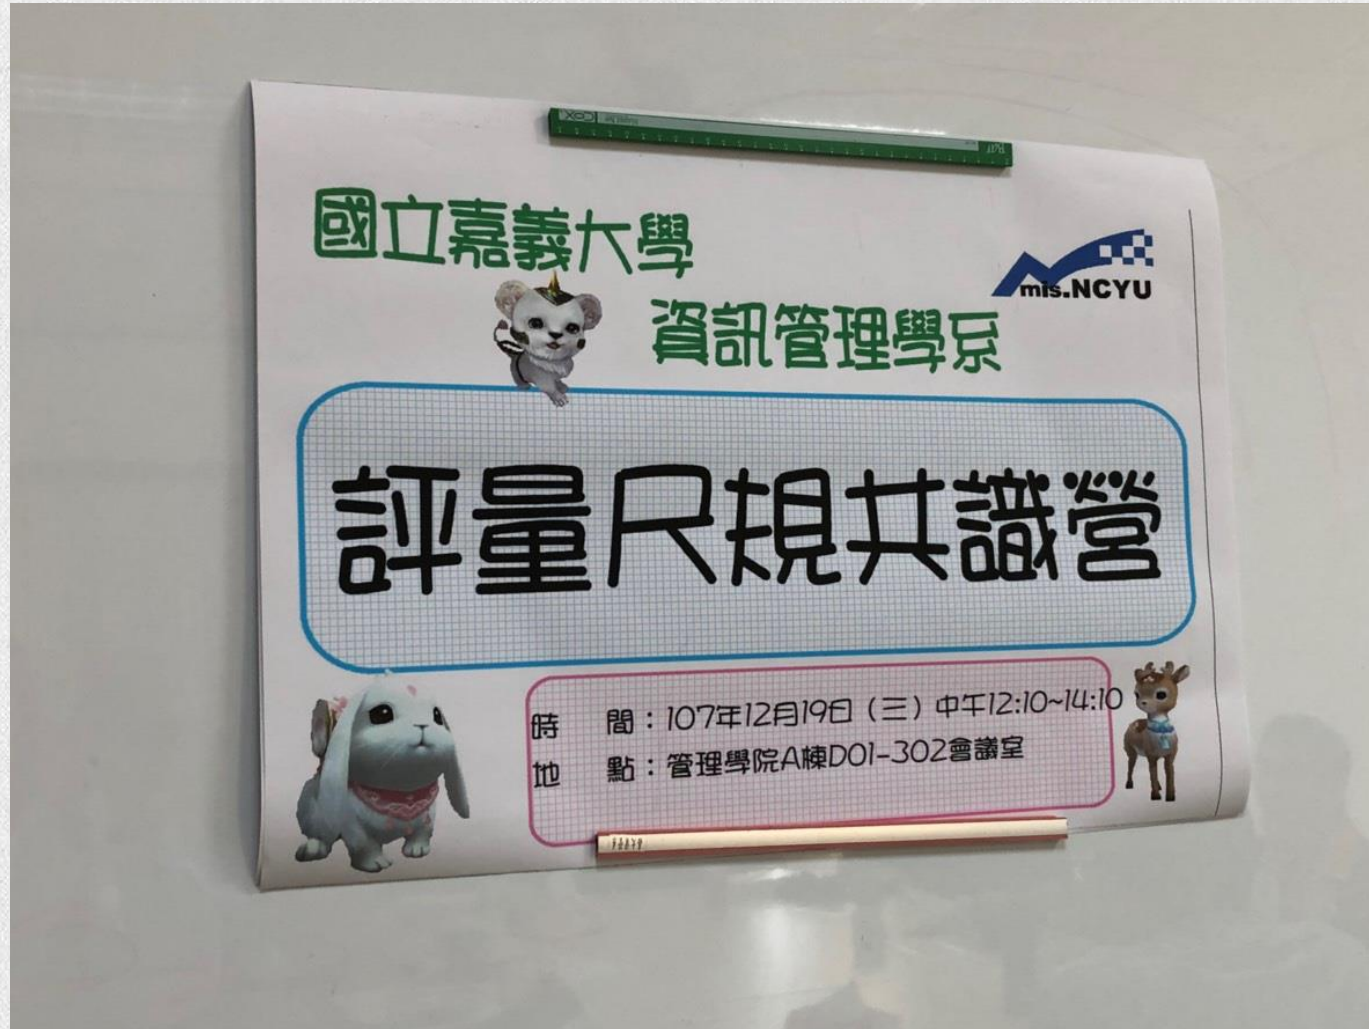 國立嘉義大學
mis.NCYU
資訊管理學系
評量尺規共識營
時　間：107年12月19日（三）中午12:10~14:10
地　點：管理學院A棟D01-302會議室